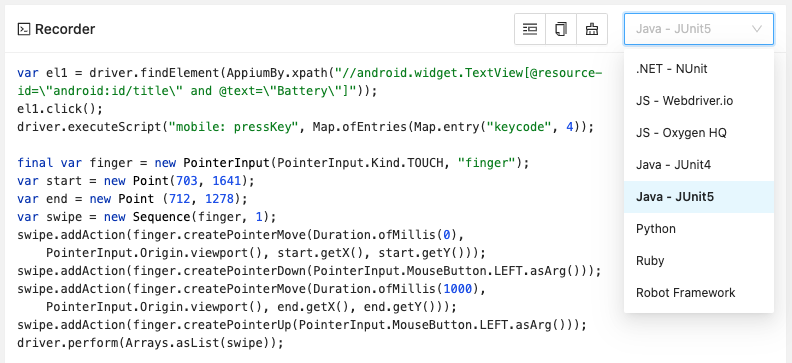 Recorder
Java - JUnit5
var el1 = driver.findElement(AppiumBy.xpath("//android.widget.TextView[@resource-
id=\"android:id/title\" and @text=\"Battery\"]"));
el1.click();
driver.executeScript("mobile: pressKey", Map.ofEntries(Map.entry("keycode", 4));
final var finger = new PointerInput(PointerInput.Kind.TOUCH, "finger");
var start = new Point(703, 1641);
var end = new Point (712, 1278);
var swipe = new Sequence(finger, 1);
swipe.addAction(finger.createPointerMove(Duration.ofMillis(0),
    PointerInput.Origin.viewport(), start.getX(), start.getY()));
swipe.addAction(finger.createPointerDown(PointerInput.MouseButton.LEFT.asArg()));
swipe.addAction(finger.createPointerMove(Duration.ofMillis(1000),
    PointerInput.Origin.viewport(), end.getX(), end.getY()));
swipe.addAction(finger.createPointerUp(PointerInput.MouseButton.LEFT.asArg()));
driver.perform(Arrays.asList(swipe));
.NET - NUnit
JS - Webdriver.io
JS - Oxygen HQ
Java - JUnit4
Java - JUnit5
Python
Ruby
Robot Framework